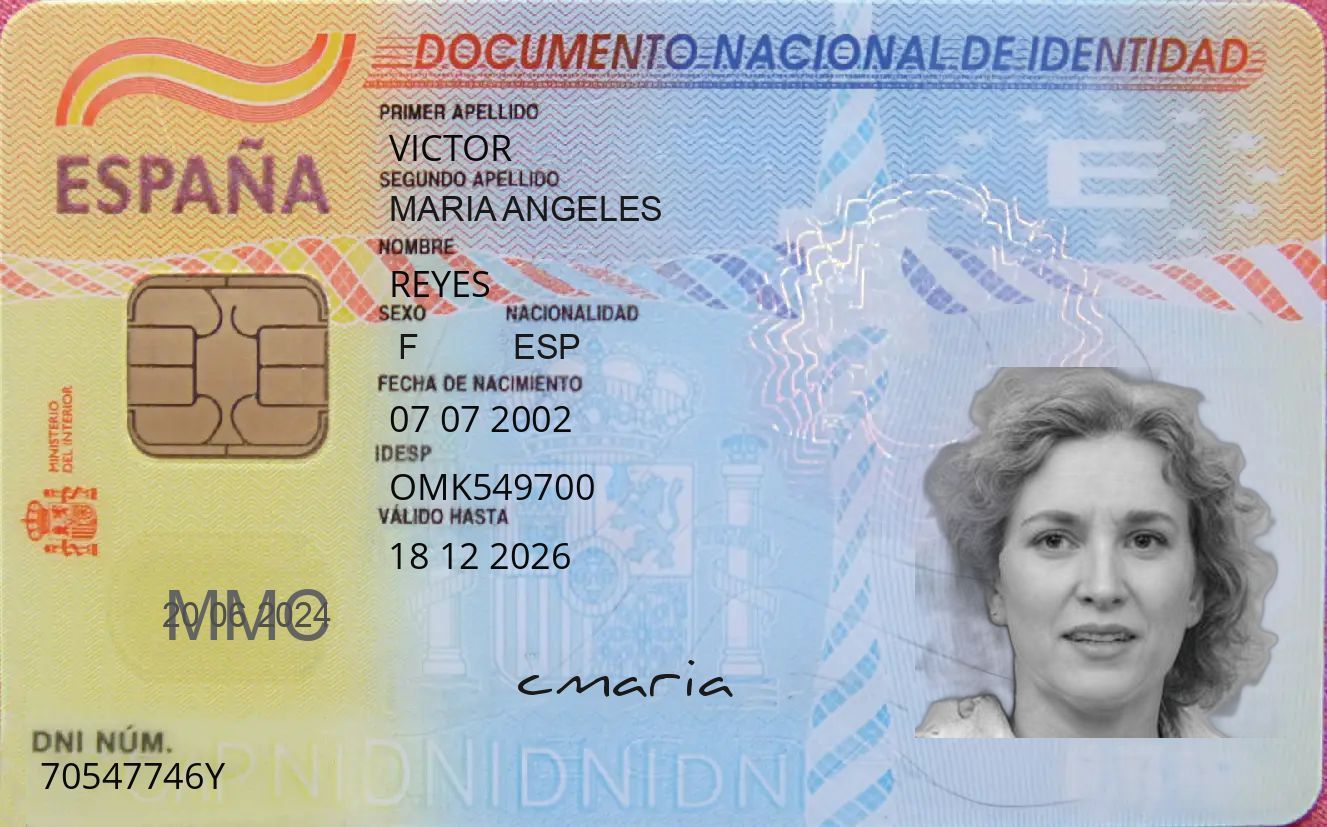 DOCUMENTO NACIONAL DE IDENTIDAD
ESPAÑA
PRIMER APELLIDO
VICTOR
SEGUNDO APELLIDO
MARIA ANGELES
NOMBRE
REYES
SEXO NACIONALIDAD
F ESP
FECHA DE NACIMIENTO
07 07 2002
IDESP
OMK549700
VÁLIDO HASTA
18 12 2026
MINISTERIO
DEL INTERIOR
E
MMO
20 06 2024
cmaria
DNI NÚM.
70547746Y